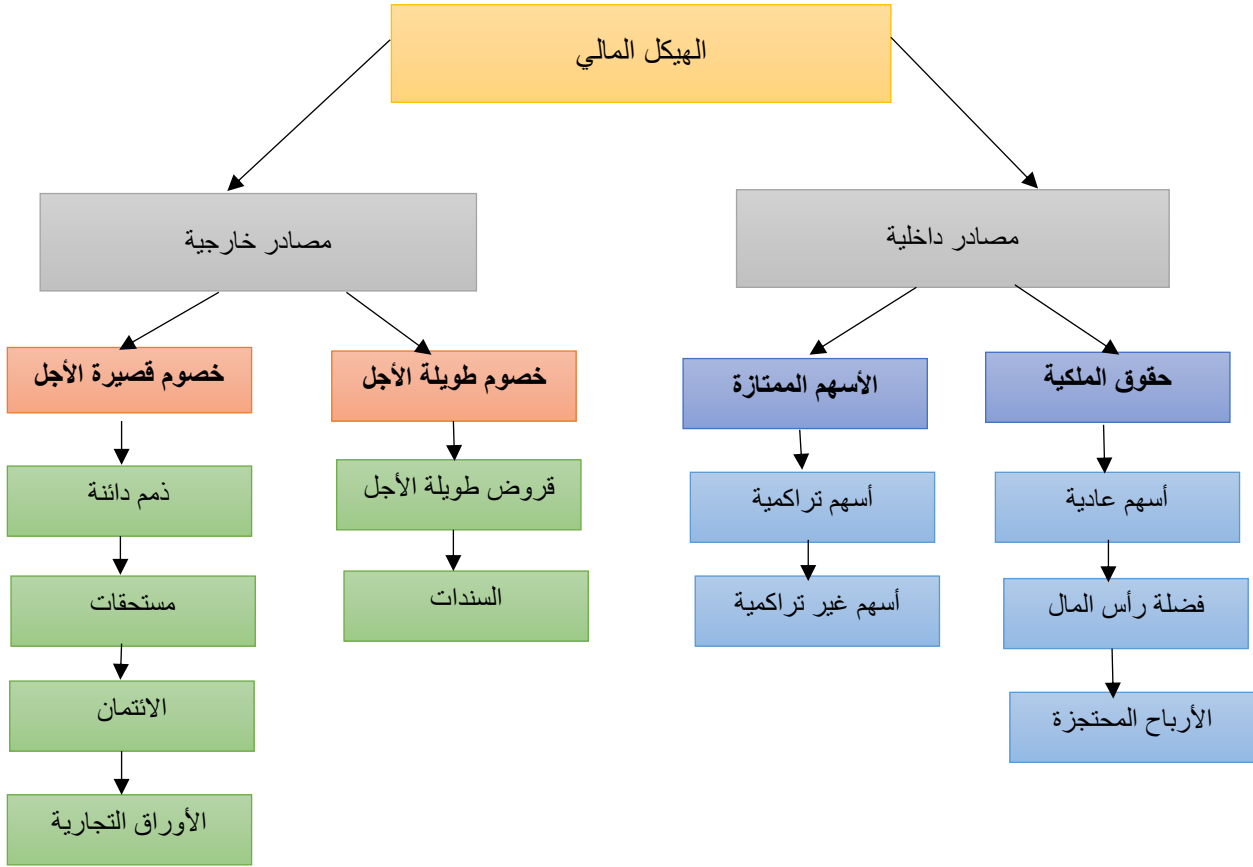 الهيكل المالي
مصادر داخلية
مصادر خارجية
حقوق الملكية
الأسهم الممتازة
خصوم طويلة الأجل
خصوم قصيرة الأجل
أسهم عادية
أسهم تراكمية
قروض طويلة الأجل
ذمم دائنة
فضلة رأس المال
أسهم غير تراكمية
السندات
مستحقات
الأرباح المحتجزة
الائتمان
الأوراق التجارية